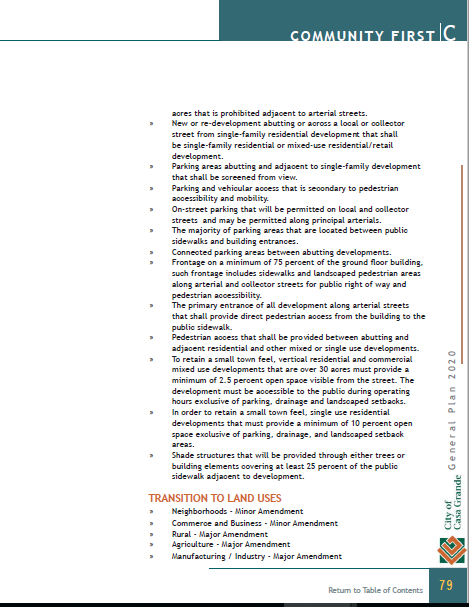 COMMUNITY FIRST C
acres that is prohibited adjacent to arterial streets.
» New or re-development abutting or across a local or collector
street from single-family residential development that shall
be single-family residential or mixed-use residential/retail
development.
» Parking areas abutting and adjacent to single-family development
that shall be screened from view.
» Parking and vehicular access that is secondary to pedestrian
accessibility and mobility.
» On-street parking that will be permitted on local and collector
streets and may be permitted along principal arterials.
» The majority of parking areas that are located between public
sidewalks and building entrances.
» Connected parking areas between abutting developments.
» Frontage on a minimum of 75 percent of the ground floor building,
such frontage includes sidewalks and landscaped pedestrian areas
along arterial and collector streets for public right of way and
pedestrian accessibility.
» The primary entrance of all development along arterial streets
that shall provide direct pedestrian access from the building to the
public sidewalk.
» Pedestrian access that shall be provided between abutting and
adjacent residential and other mixed or single use developments.
» To retain a small town feel, vertical residential and commercial
mixed use developments that are over 30 acres must provide a
minimum of 2.5 percent open space visible from the street. The
development must be accessible to the public during operating
hours exclusive of parking, drainage and landscaped setbacks.
» In order to retain a small town feel, single use residential
developments that must provide a minimum of 10 percent open
space exclusive of parking, drainage, and landscaped setback
areas.
» Shade structures that will be provided through either trees or
building elements covering at least 25 percent of the public
sidewalk adjacent to development.
TRANSITION TO LAND USES
» Neighborhoods - Minor Amendment
» Commerce and Business - Minor Amendment
» Rural - Major Amendment
» Agriculture - Major Amendment
» Manufacturing / Industry - Major Amendment
General Plan 2020
City of
Casa Grande
Return to Table of Contents
79